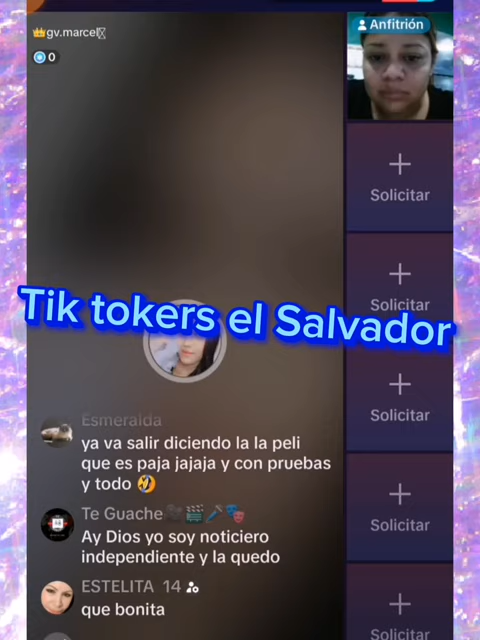 gv.marcel
0
Anfitrión
Solicitar
Solicitar
Tik tokers el Salvador
Solicitar
Esmeralda
ya va salir diciendo la la peli
que es paja jajaja y con pruebas
y todo 🤣
Solicitar
Te Guache
Ay Dios yo soy noticiero
independiente y la quedo
ESTELITA 14
que bonita
Solicitar